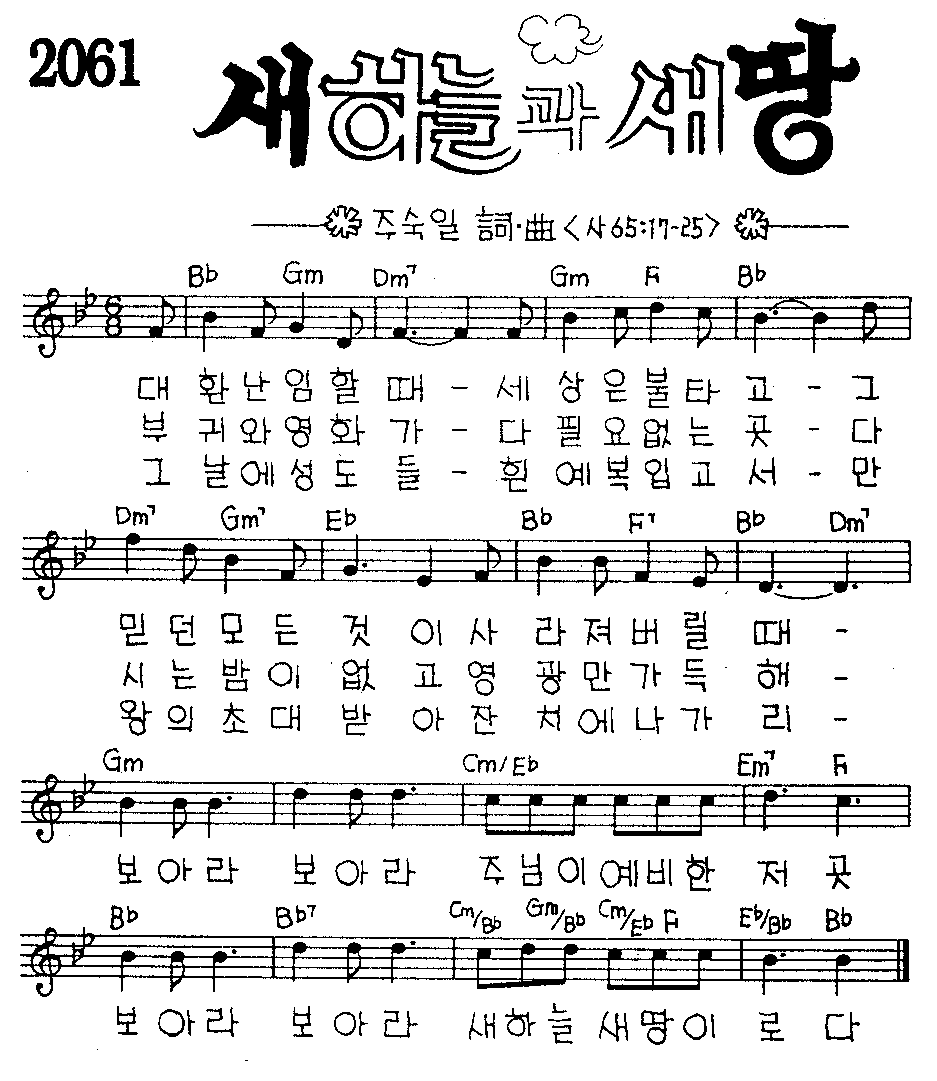 2061
새하늘과 새땅
주숙일 詞·曲 <사 65:17-25>
Bb Gm Dm7 Gm F Bb
대 환난임할 때 - 세 상은불타고 - 그
부 귀와영화 가 - 다 필요없는곳 - 다
그 날에성도 들 - 흰 예복입고서 - 만
Dm7 Gm7 Eb Bb F7 Bb Dm7
믿던모든 것 이사 라져버릴 때 -
시는밤이 없 고영 광만가득 해 -
왕의초대 받 아잔 치에나가 리 -
Gm Cm/Eb Em7 F
보아라 보아라 주님이예비한 저 곳
Bb Bb7 Cm/Bb Gm/Bb Cm/Eb F Eb/Bb Bb
보아라 보아라 새하늘 새땅이 로 다